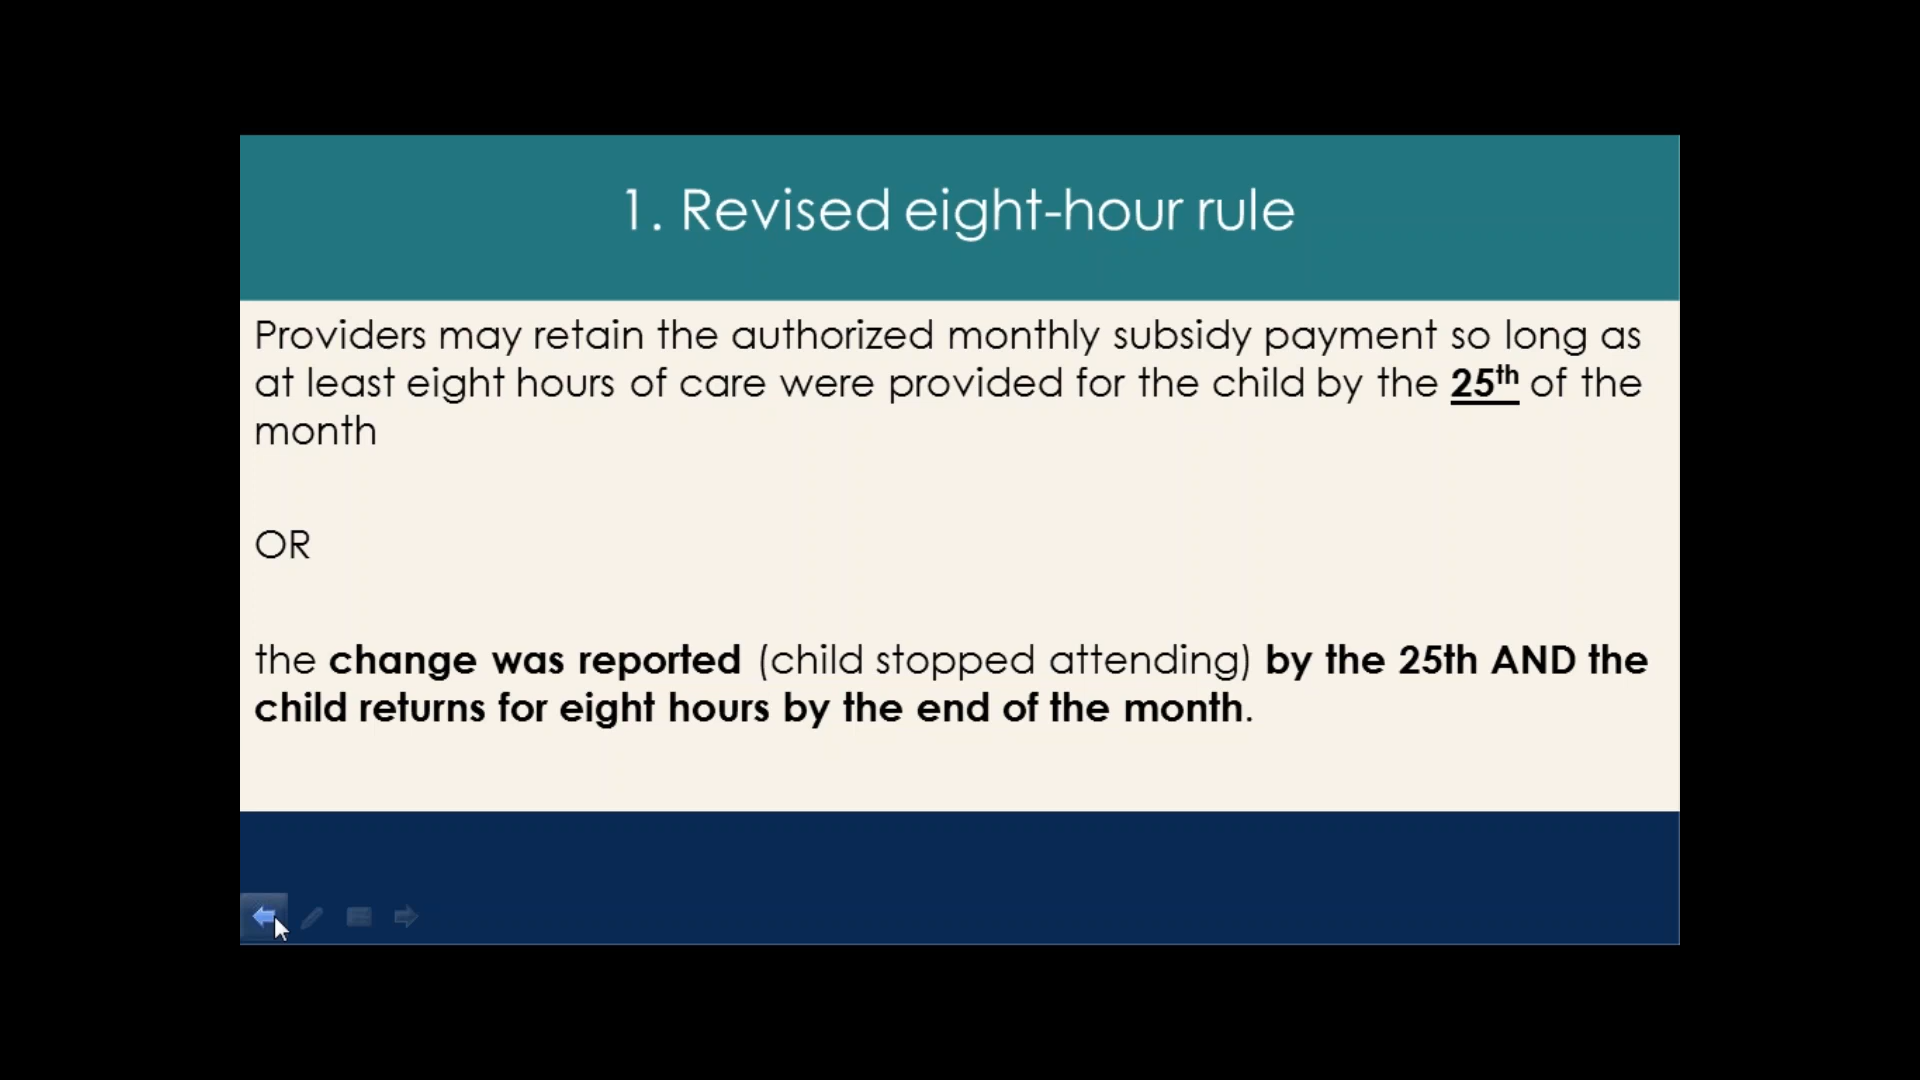 1. Revised eight-hour rule
Providers may retain the authorized monthly subsidy payment so long as
at least eight hours of care were provided for the child by the 25th of the
month
OR
the change was reported (child stopped attending) by the 25th AND the
child returns for eight hours by the end of the month.